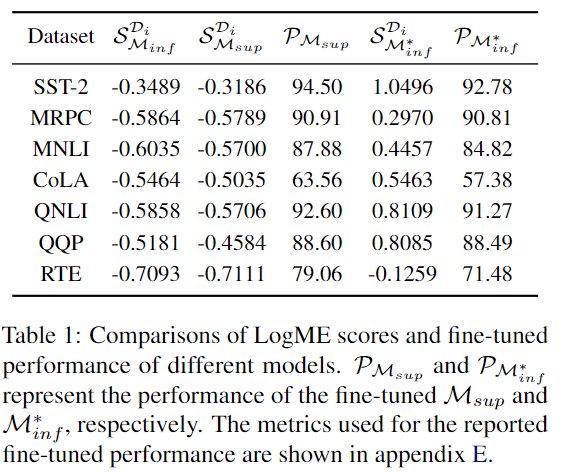 Dataset $\mathcal{S}^{\mathcal{D}_i}_{\mathcal{M}_{inf}}$ $\mathcal{S}^{\mathcal{D}_i}_{\mathcal{M}_{sup}}$ $\mathcal{P}_{\mathcal{M}_{sup}}$ $\mathcal{S}^{\mathcal{D}_i}_{\mathcal{M}^*_{inf}}$ $\mathcal{P}_{\mathcal{M}^*_{inf}}$
SST-2 -0.3489 -0.3186 94.50 1.0496 92.78
MRPC -0.5864 -0.5789 90.91 0.2970 90.81
MNLI -0.6035 -0.5700 87.88 0.4457 84.82
CoLA -0.5464 -0.5035 63.56 0.5463 57.38
QNLI -0.5858 -0.5706 92.60 0.8109 91.27
QQP -0.5181 -0.4584 88.60 0.8085 88.49
RTE -0.7093 -0.7111 79.06 -0.1259 71.48
Table 1: Comparisons of LogME scores and fine-tuned
performance of different models. $\mathcal{P}_{\mathcal{M}_{sup}}$ and $\mathcal{P}_{\mathcal{M}^*_{inf}}$
represent the performance of the fine-tuned $\mathcal{M}_{sup}$ and
$\mathcal{M}^*_{inf}$, respectively. The metrics used for the reported
fine-tuned performance are shown in appendix E.